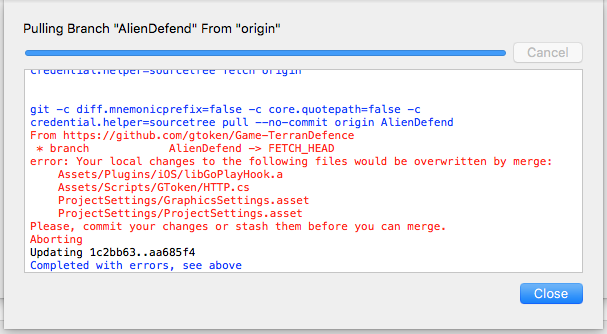 Pulling Branch "AlienDefend" From "origin"
Cancel
credential.helper=sourcetree fetch origin
git -c diff.mnemonicprefix=false -c core.quotepath=false -c
credential.helper=sourcetree pull --no-commit origin AlienDefend
From https://github.com/gtoken/Game-TerranDefence
 * branch            AlienDefend -> FETCH_HEAD
error: Your local changes to the following files would be overwritten by merge:
    Assets/Plugins/iOS/libGoPlayHook.a
    Assets/Scripts/GToken/HTTP.cs
    ProjectSettings/GraphicsSettings.asset
    ProjectSettings/ProjectSettings.asset
Please, commit your changes or stash them before you can merge.
Aborting
Updating 1c2bb63..aa685f4
Completed with errors, see above
Close